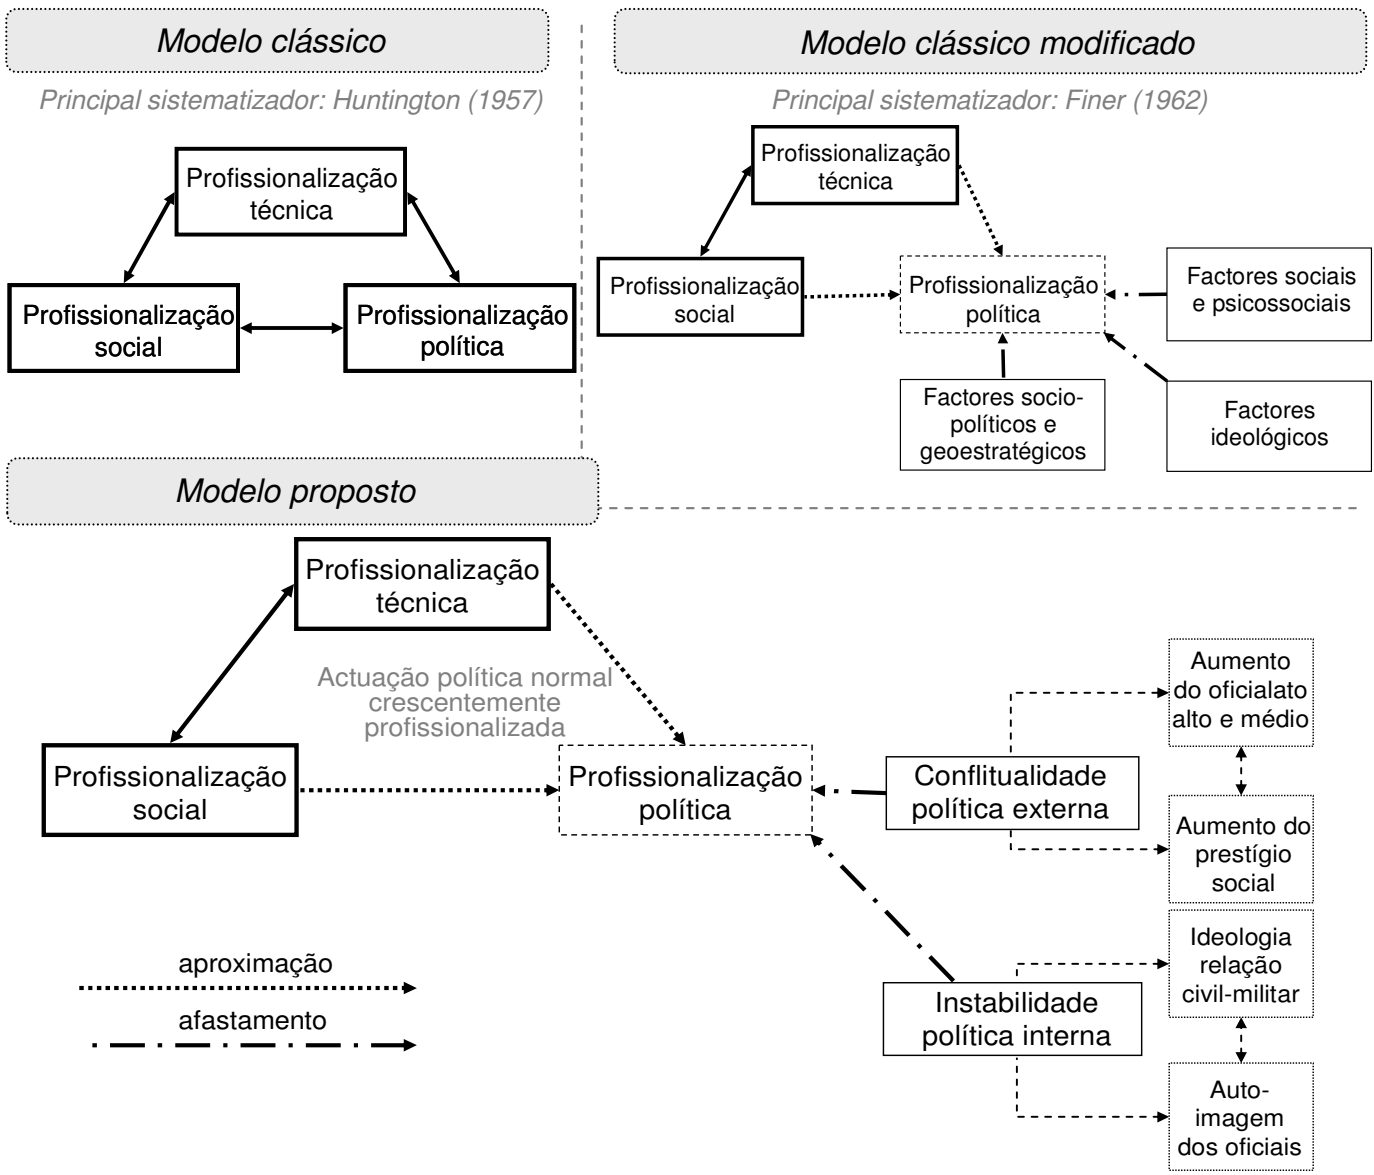 Modelo clássico
Principal sistematizador: Huntington (1957)
Profissionalização
técnica
Profissionalização
social
Profissionalização
política
Modelo clássico modificado
Principal sistematizador: Finer (1962)
Profissionalização
técnica
Profissionalização
social
Profissionalização
política
Factores sociais
e psicossociais
Factores socio-
políticos e
geoestratégicos
Factores
ideológicos
Modelo proposto
Profissionalização
técnica
Actuação política normal
crescentemente
profissionalizada
Profissionalização
social
Profissionalização
política
Conflitualidade
política externa
Aumento
do oficialato
alto e médio
Aumento do
prestígio
social
Instabilidade
política interna
Ideologia
relação
civil-militar
Auto-
imagem
dos oficiais
aproximação
afastamento